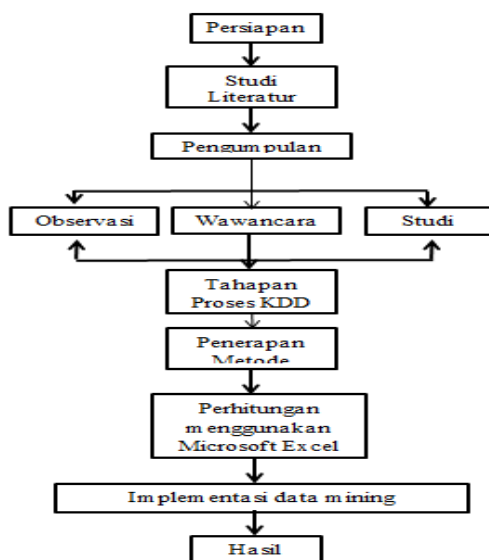 Persiapan
Studi
Literatur
Pengumpulan
Observasi
Wawancara
Studi
Tahapan
Proses KDD
Penerapan
Metode
Perhitungan
menggunakan
Microsoft Excel
Implementasi data mining
Hasil